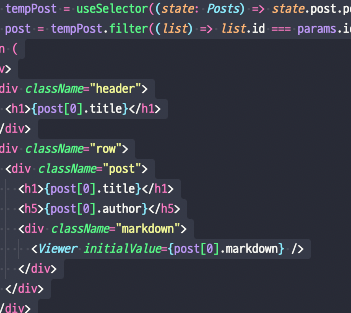 tempPost = useSelector((state: Posts) => state.post.po
post = tempPost.filter((list) => list.id === params.i
n (
v>
div className="header">
<h1>{post[0].title}</h1>
/div>
div className="row">
<div className="post">
<h1>{post[0].title}</h1>
<h5>{post[0].author}</h5>
<div className="markdown">
<Viewer initialValue={post[0].markdown} />
</div>
</div>
/div>